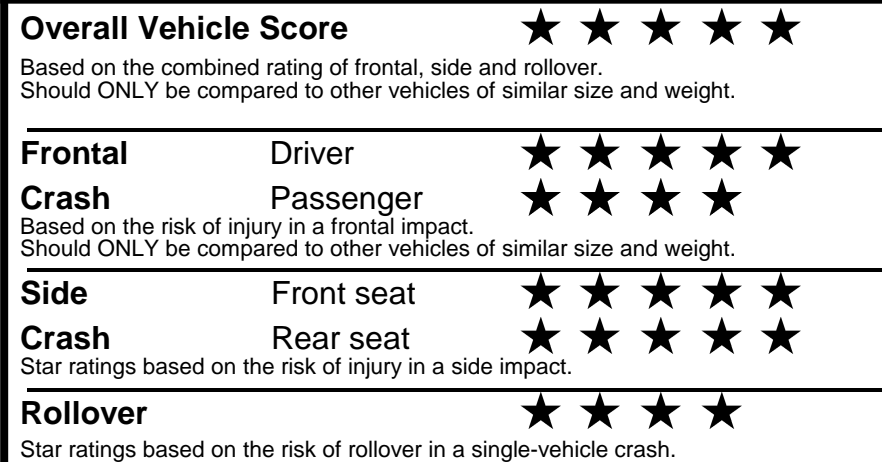 Overall Vehicle Score ★ ★ ★ ★ ★
Based on the combined rating of frontal, side and rollover.
Should ONLY be compared to other vehicles of similar size and weight.
Frontal Driver ★ ★ ★ ★ ★
Crash Passenger ★ ★ ★ ★
Based on the risk of injury in a frontal impact.
Should ONLY be compared to other vehicles of similar size and weight.
Side Front seat ★ ★ ★ ★ ★
Crash Rear seat ★ ★ ★ ★ ★
Star ratings based on the risk of injury in a side impact.
Rollover ★ ★ ★ ★
Star ratings based on the risk of rollover in a single-vehicle crash.